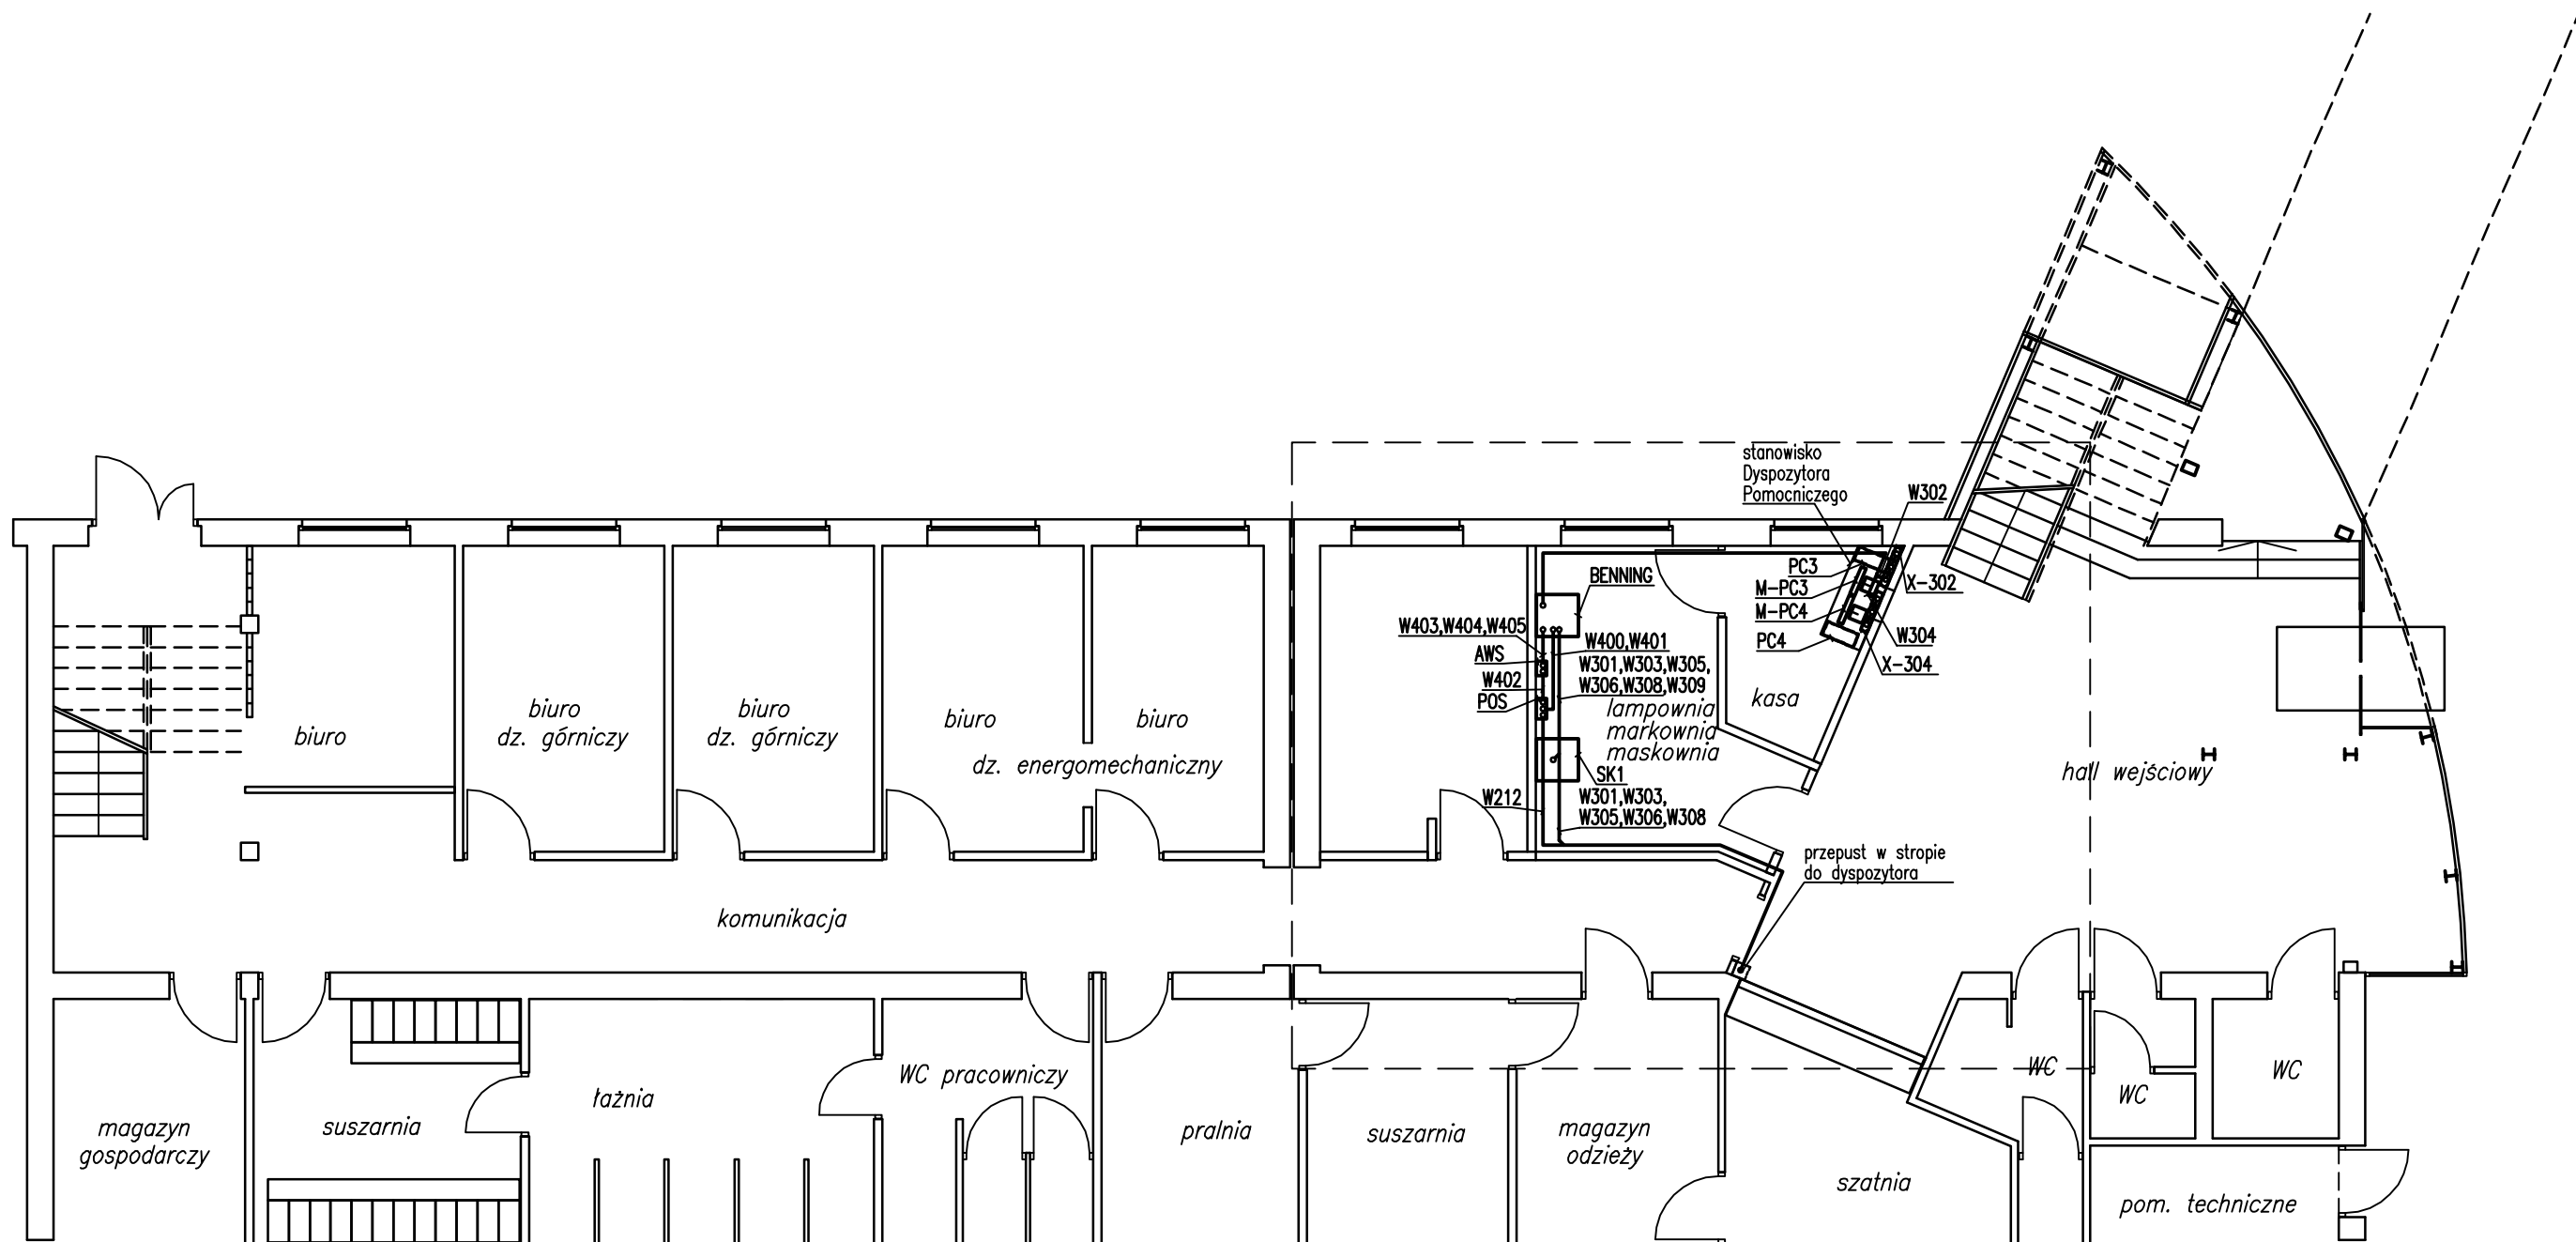 stanowisko
Dyspozytora
Pomocniczego
W302
PC3
BENNING
M-PC3
X-302
M-PC4
W403,W404,W405
W304
PC4
W400,W401
AWS
X-304
W301,W303,W305,
W306,W308,W309
W402
POS
kasa
lampownia
markownia
maskownia
biuro
dz. górniczy
biuro
dz. górniczy
biuro
biuro
biuro
dz. energomechaniczny
hall wejściowy
SK1
W212
W301,W303,
W305,W306,W308
przepust w stropie
do dyspozytora
komunikacja
WC pracowniczy
WC
WC
WC
łaźnia
suszarnia
magazyn
gospodarczy
pralnia
suszarnia
magazyn
odzieży
szatnia
pom. techniczne